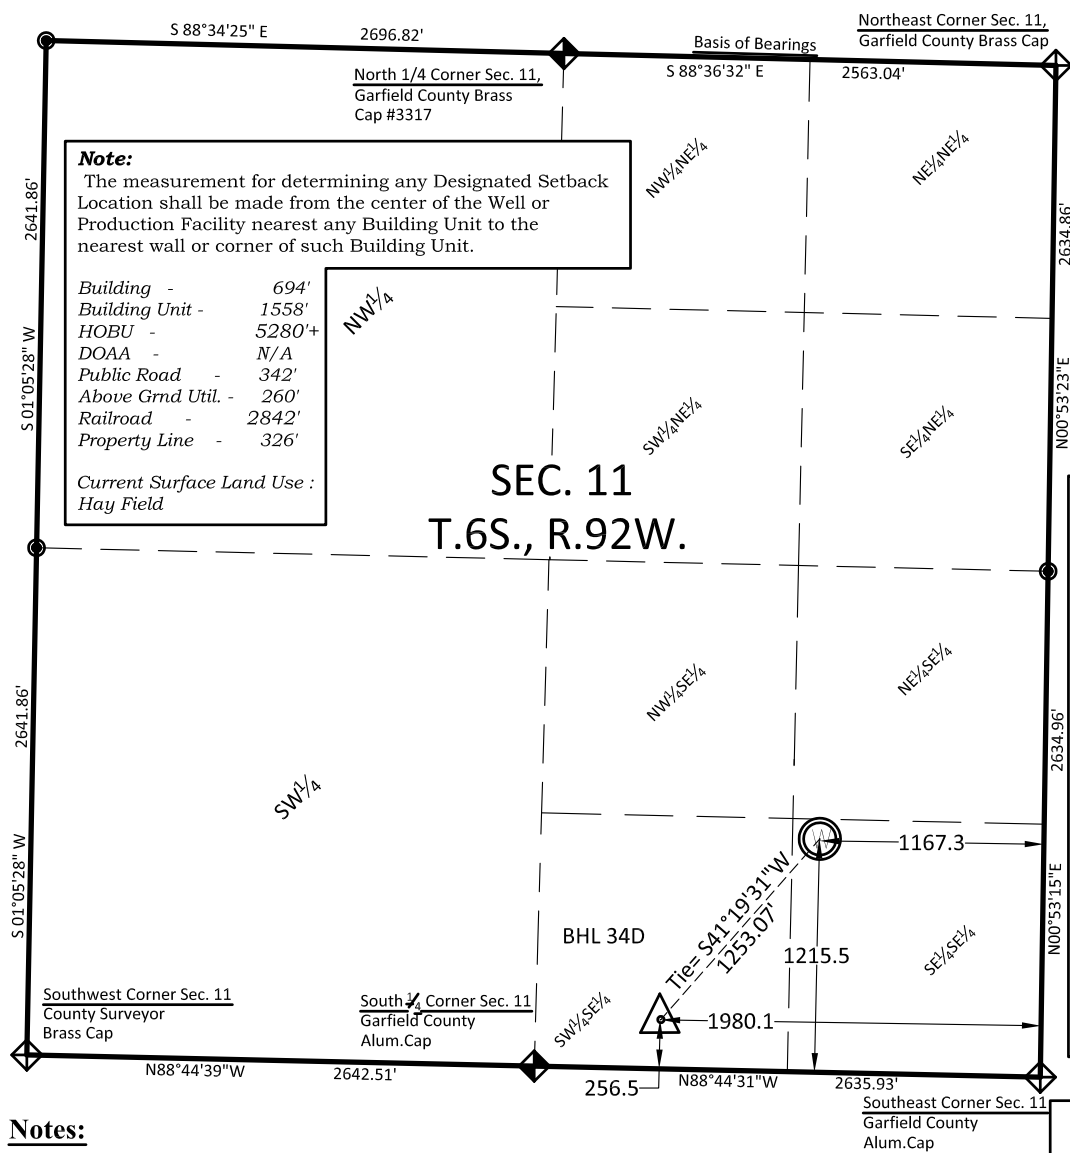 S 88°34'25" E
2696.82'
Northeast Corner Sec. 11,
Garfield County Brass Cap
Basis of Bearings
S 88°36'32" E
2563.04'
North 1/4 Corner Sec. 11,
Garfield County Brass
Cap #3317
Note:
The measurement for determining any Designated Setback
Location shall be made from the center of the Well or
Production Facility nearest any Building Unit to the
nearest wall or corner of such Building Unit.
Building - 694'
Building Unit - 1558'
HOBU - 5280'+
DOAA - N/A
Public Road - 342'
Above Grnd Util. - 260'
Railroad - 2842'
Property Line - 326'
Current Surface Land Use :
Hay Field
2641.86'
S 01°05'28" W
NW¼
NW¼NE¼
NE¼NE¼
2634.86'
N00°53'23"E
SW¼NE¼
SE¼NE¼
SEC. 11
T.6S., R.92W.
2641.86'
S 01°05'28" W
SW¼
NW¼SE¼
NE¼SE¼
2634.96'
N00°53'15"E
W
1167.3
Tie= S41°19'31"W
1253.07'
1215.5
BHL 34D
SE¼SE¼
SW¼SE¼
1980.1
256.5
Southwest Corner Sec. 11
County Surveyor
Brass Cap
South ¼ Corner Sec. 11
Garfield County
Alum.Cap
N88°44'39"W
2642.51'
N88°44'31"W
2635.93'
Southeast Corner Sec. 11
Garfield County
Alum.Cap
Notes: